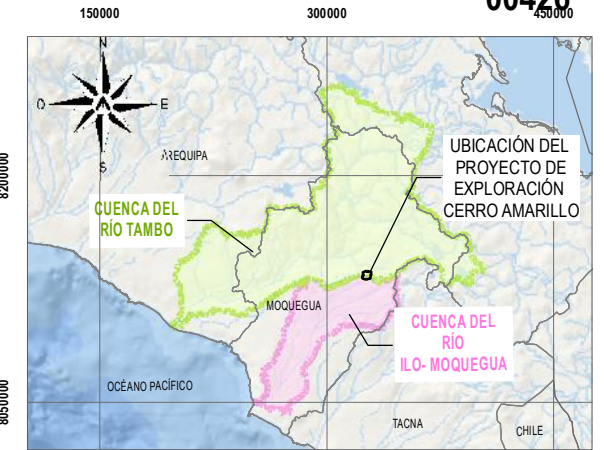 00426
150000
300000
450000
N
O
E
S
AREQUIPA
8200000
UBICACIÓN DEL
PROYECTO DE
EXPLORACIÓN
CERRO AMARILLO
CUENCA DEL
RÍO TAMBO
MOQUEGUA
CUENCA DEL
RÍO
ILO- MOQUEGUA
OCÉANO PACÍFICO
8050000
TACNA
CHILE